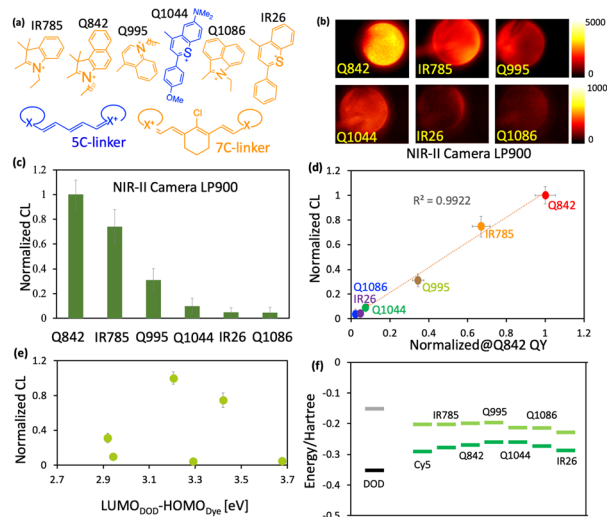 (a)
IR785
Q842
Q995
Q1044
Q1086
IR26
NMe2
N+
N+
S+
N+
S+
OMe
Cl
X
X+
X+
X
5C-linker
7C-linker
(b)
Q842
IR785
Q995
5000
0
Q1044
IR26
Q1086
1000
0
NIR-II Camera LP900
(c)
NIR-II Camera LP900
Normalized CL
1.2
1
0.8
0.6
0.4
0.2
0
Q842 IR785 Q995 Q1044 IR26 Q1086
(d)
Normalized CL
1.2
1
0.8
0.6
0.4
0.2
0
R² = 0.9922
Q842
IR785
Q995
Q1086
IR26
Q1044
0 0.2 0.4 0.6 0.8 1
Normalized@Q842 QY
(e)
Normalized CL
1.2
0.8
0.4
0
2.7 2.9 3.1 3.3 3.5 3.7
LUMODOD-HOMODye [eV]
(f)
Energy/Hartree
-0.1
-0.2
-0.3
-0.4
-0.5
IR785 Q995 Q1086
DOD Cy5 Q842 Q1044 IR26